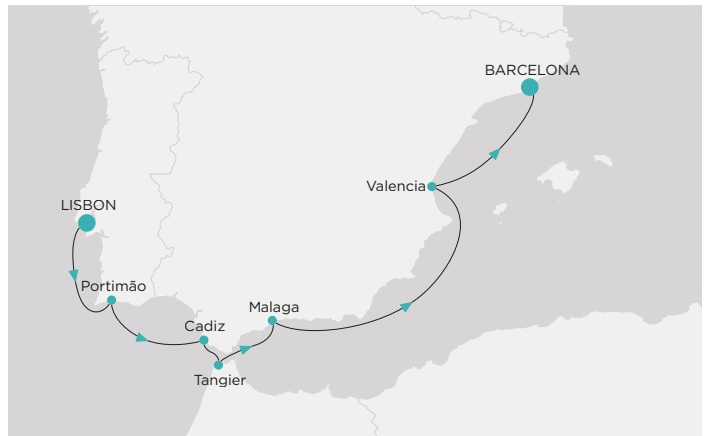 BARCELONA
Valencia
LISBON
Portimão
Malaga
Cadiz
Tangier